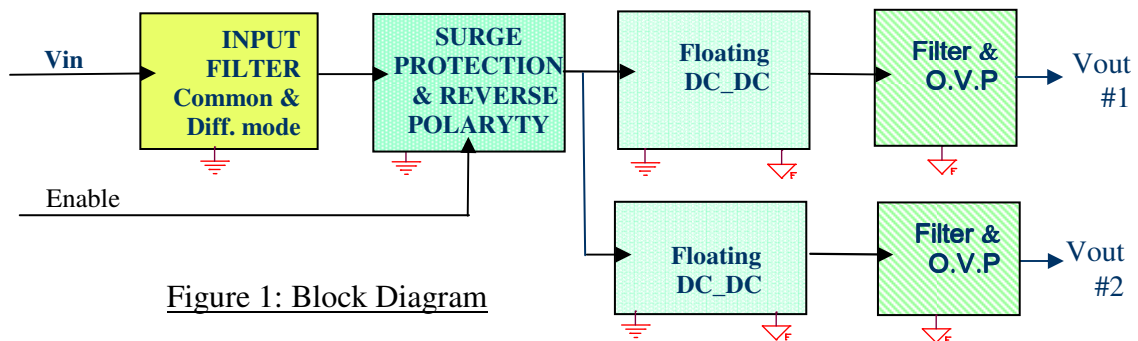 Vin
INPUT
FILTER
Common &
Diff. mode
SURGE
PROTECTION
& REVERSE
POLARYTY
Floating
DC_DC
Filter &
O.V.P
Vout
#1
Enable
F
F
Floating
DC_DC
Filter &
O.V.P
Vout
#2
F
F
Figure 1: Block Diagram